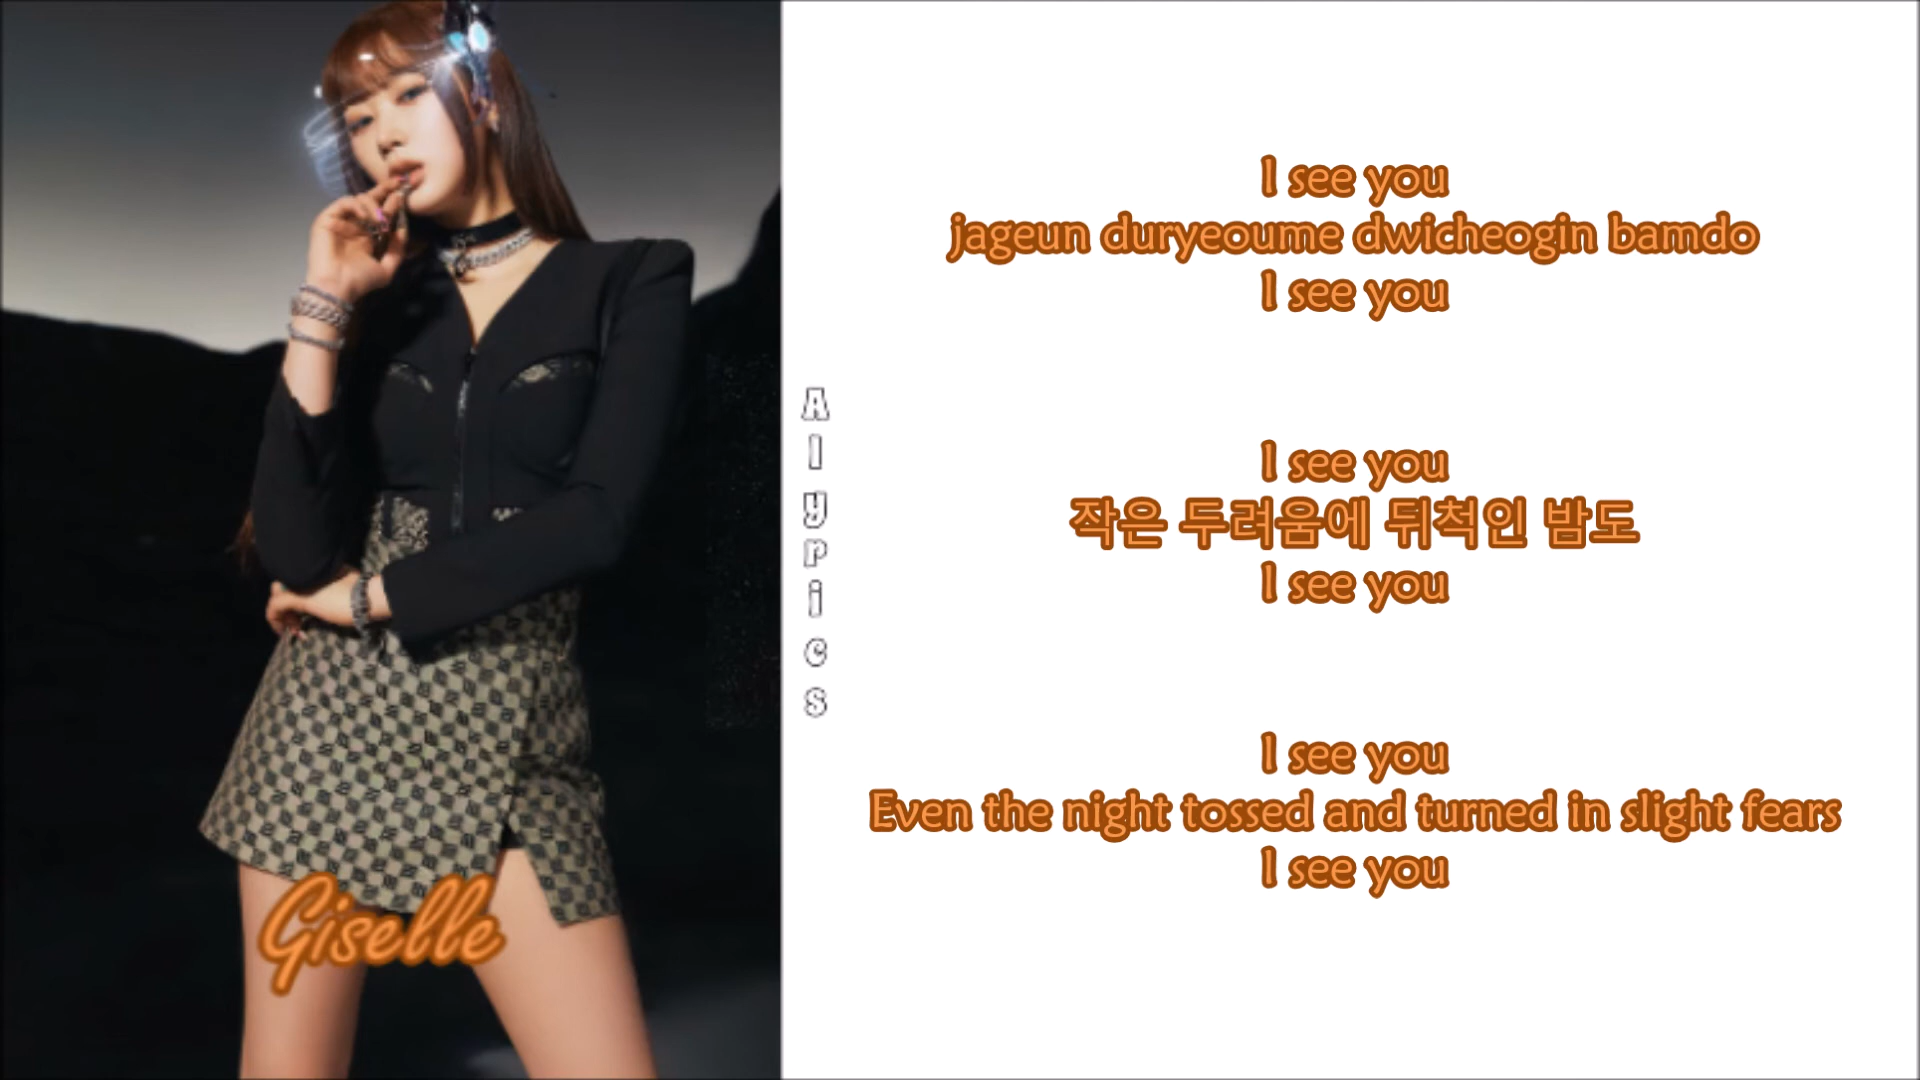 Giselle
Alyrics
I see you
jageun duryeoume dwicheogin bamdo
I see you
I see you
작은 두려움에 뒤척인 밤도
I see you
I see you
Even the night tossed and turned in slight fears
I see you